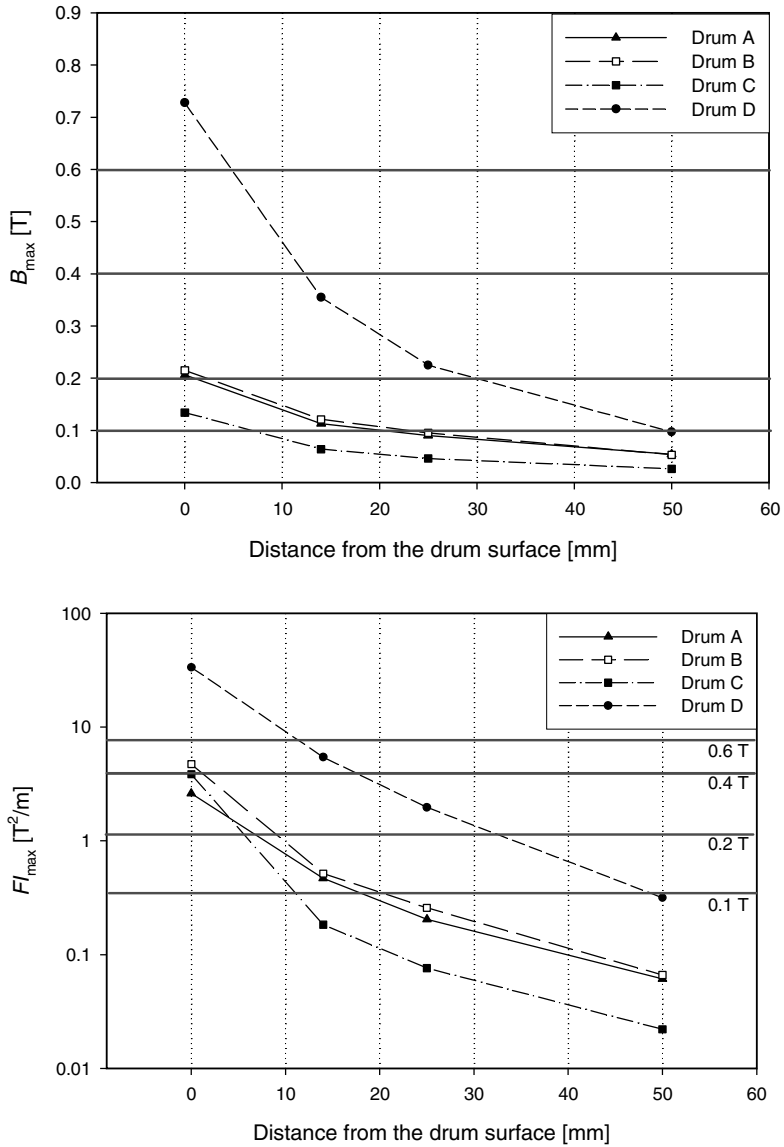 0.9
0.8
0.7
0.6
0.5
0.4
0.3
0.2
0.1
0.0
B_max [T]
Drum A
Drum B
Drum C
Drum D
0 10 20 30 40 50 60
Distance from the drum surface [mm]
100
10
1
0.1
0.01
FI_max [T²/m]
Drum A
Drum B
Drum C
Drum D
0.6 T
0.4 T
0.2 T
0.1 T
0 10 20 30 40 50 60
Distance from the drum surface [mm]